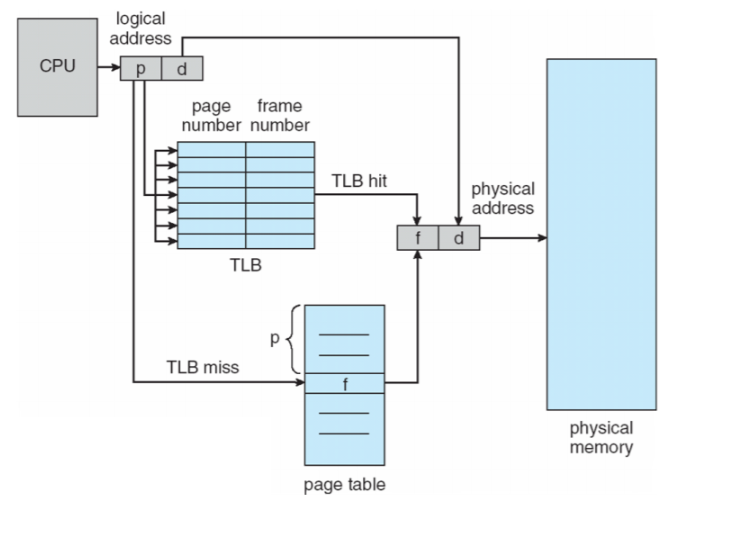 logical
address
CPU
p
d
page
number
frame
number
TLB hit
TLB
physical
address
f
d
p
TLB miss
f
page table
physical
memory